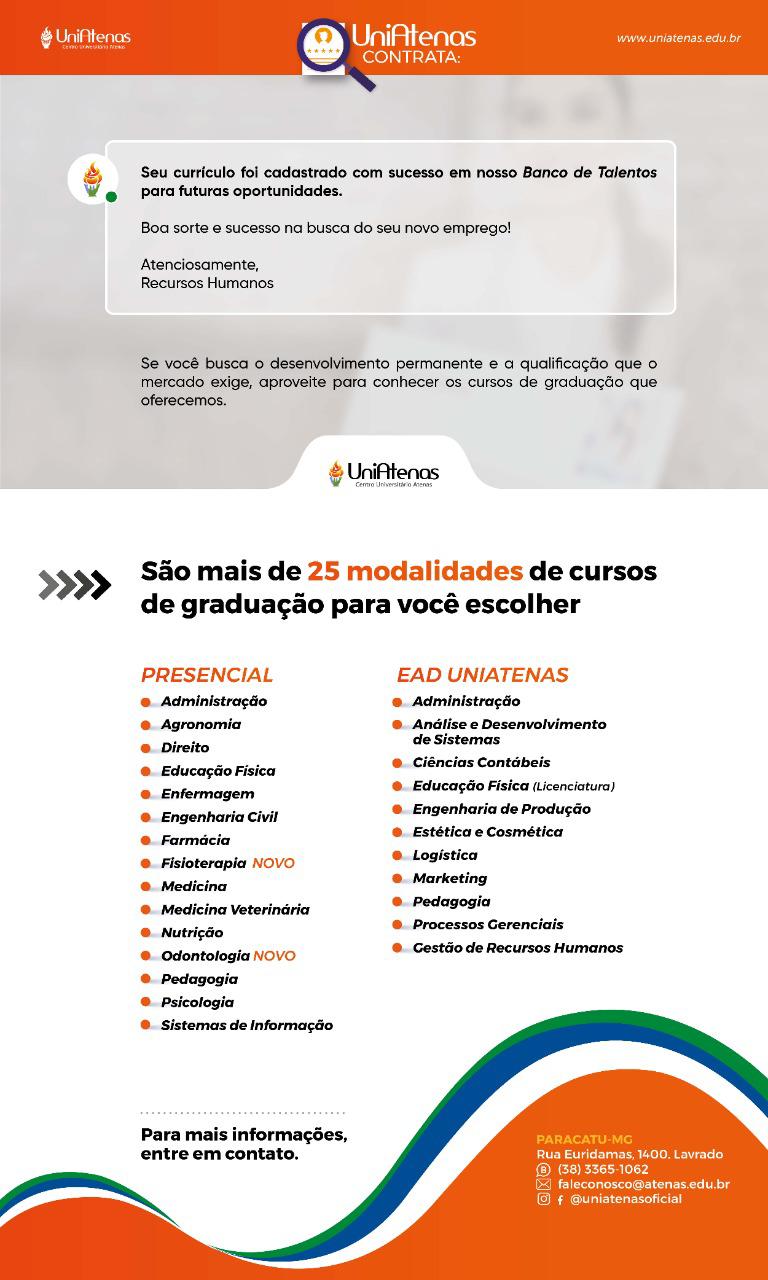 UniAtenas
Centro Universitário Atenas
UniAtenas
CONTRATA:
www.uniatenas.edu.br
Seu currículo foi cadastrado com sucesso em nosso Banco de Talentos
para futuras oportunidades.
Boa sorte e sucesso na busca do seu novo emprego!
Atenciosamente,
Recursos Humanos
Se você busca o desenvolvimento permanente e a qualificação que o
mercado exige, aproveite para conhecer os cursos de graduação que
oferecemos.
UniAtenas
Centro Universitário Atenas
São mais de 25 modalidades de cursos
de graduação para você escolher
PRESENCIAL
Administração
Agronomia
Direito
Educação Física
Enfermagem
Engenharia Civil
Farmácia
Fisioterapia NOVO
Medicina
Medicina Veterinária
Nutrição
Odontologia NOVO
Pedagogia
Psicologia
Sistemas de Informação
EAD UNIATENAS
Administração
Análise e Desenvolvimento
de Sistemas
Ciências Contábeis
Educação Física (Licenciatura)
Engenharia de Produção
Estética e Cosmética
Logística
Marketing
Pedagogia
Processos Gerenciais
Gestão de Recursos Humanos
Para mais informações,
entre em contato.
PARACATU-MG
Rua Euridamas, 1400. Lavrado
(38) 3365-1062
faleconosco@atenas.edu.br
@uniatenasoficial